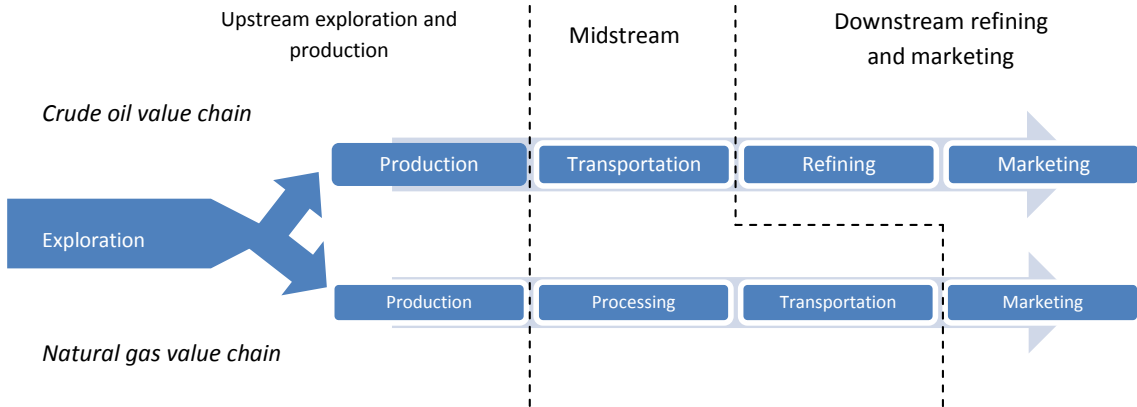 Upstream exploration and
production
Midstream
Downstream refining
and marketing
Crude oil value chain
Production
Transportation
Refining
Marketing
Exploration
Production
Processing
Transportation
Marketing
Natural gas value chain